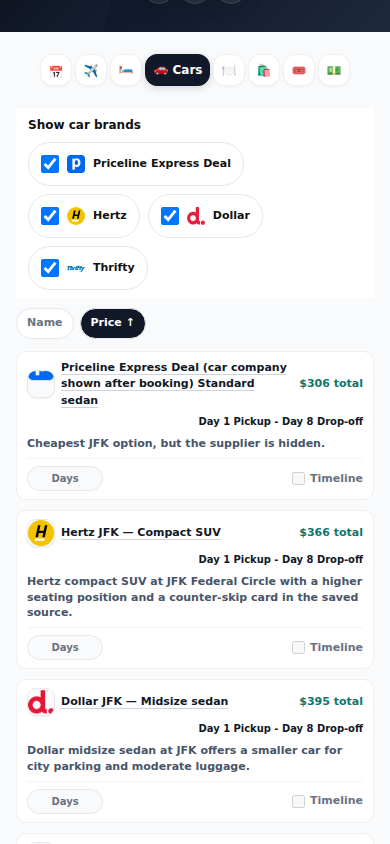 Cars
Show car brands
Priceline Express Deal
Hertz
Dollar
Thrifty
Name
Price ↑
Priceline Express Deal (car company
shown after booking) Standard
sedan
$306 total
Day 1 Pickup - Day 8 Drop-off
Cheapest JFK option, but the supplier is hidden.
Days
Timeline
Hertz JFK — Compact SUV
$366 total
Day 1 Pickup - Day 8 Drop-off
Hertz compact SUV at JFK Federal Circle with a higher
seating position and a counter-skip card in the saved
source.
Days
Timeline
Dollar JFK — Midsize sedan
$395 total
Day 1 Pickup - Day 8 Drop-off
Dollar midsize sedan at JFK offers a smaller car for
city parking and moderate luggage.
Days
Timeline